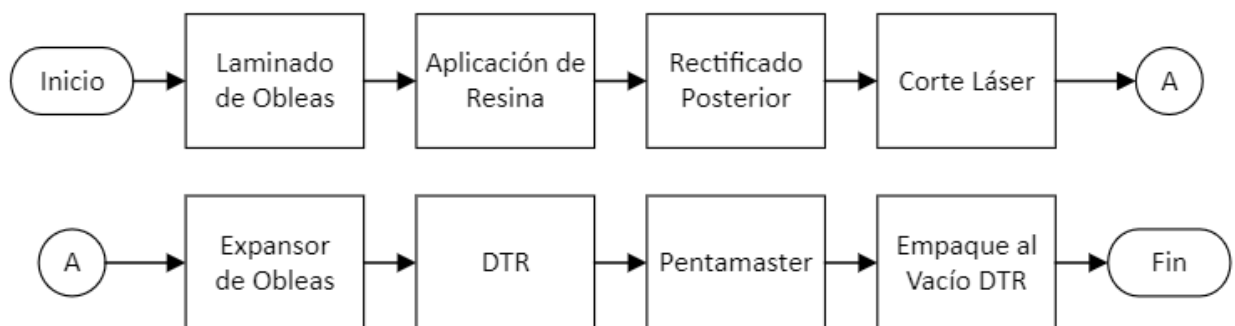 Inicio
Laminado
de Obleas
Aplicación de
Resina
Rectificado
Posterior
Corte Láser
A
A
Expansor
de Obleas
DTR
Pentamaster
Empaque al
Vacío DTR
Fin